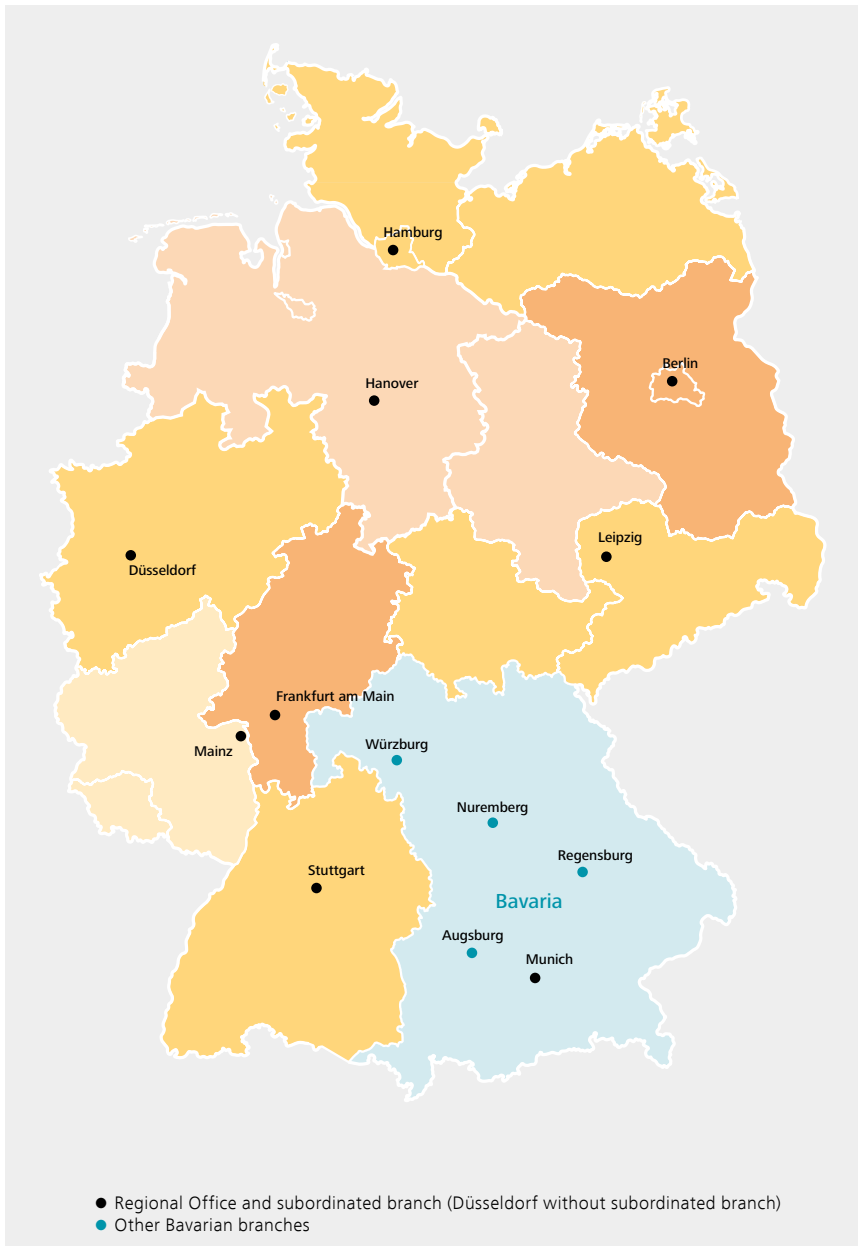 Hamburg
Berlin
Hanover
Leipzig
Düsseldorf
Frankfurt am Main
Mainz
Würzburg
Nuremberg
Regensburg
Stuttgart
Bavaria
Augsburg
Munich
Regional Office and subordinated branch (Düsseldorf without subordinated branch)
Other Bavarian branches